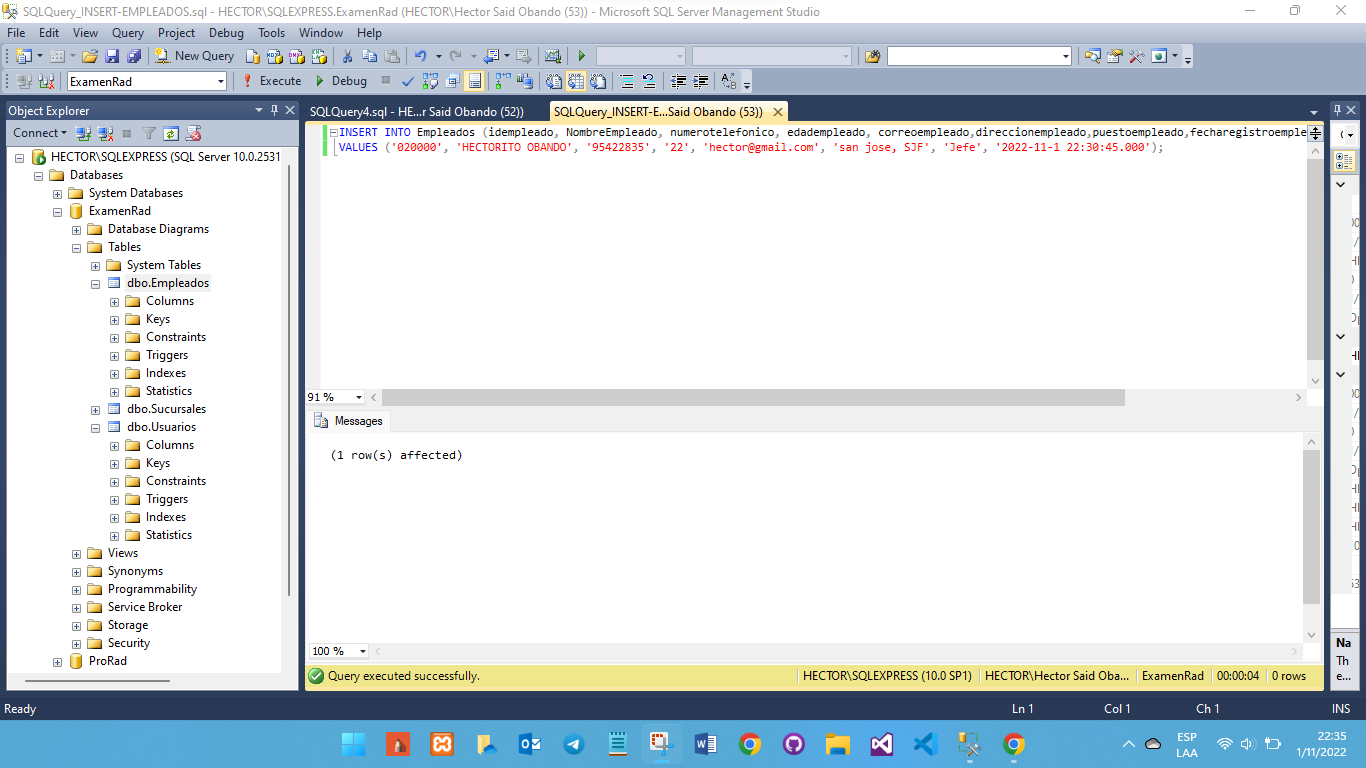 SQLQuery_INSERT-EMPLEADOS.sql - HECTOR\SQLEXPRESS.ExamenRad (HECTOR\Hector Said Obando (53)) - Microsoft SQL Server Management Studio
File Edit View Query Project Debug Tools Window Help
New Query
ExamenRad Execute Debug
Object Explorer
Connect
HECTOR\SQLEXPRESS (SQL Server 10.0.2531
Databases
System Databases
ExamenRad
Database Diagrams
Tables
System Tables
dbo.Empleados
Columns
Keys
Constraints
Triggers
Indexes
Statistics
dbo.Sucursales
dbo.Usuarios
Columns
Keys
Constraints
Triggers
Indexes
Statistics
Views
Synonyms
Programmability
Service Broker
Storage
Security
ProRad
SQLQuery4.sql - HE...r Said Obando (52)) SQLQuery_INSERT-E...Said Obando (53))
INSERT INTO Empleados (idempleado, NombreEmpleado, numerotelefonico, edadempleado, correoempleado,direccionempleado,puestoempleado,fecharegistroemple
VALUES ('020000', 'HECTORITO OBANDO', '95422835', '22', 'hector@gmail.com', 'san jose, SJF', 'Jefe', '2022-11-1 22:30:45.000');
91 %
Messages
(1 row(s) affected)
100 %
Query executed successfully. HECTOR\SQLEXPRESS (10.0 SP1) HECTOR\Hector Said Oba... ExamenRad 00:00:04 0 rows
Na
Th
e...
Ready Ln 1 Col 1 Ch 1 INS
ESP
LAA
22:35
1/11/2022